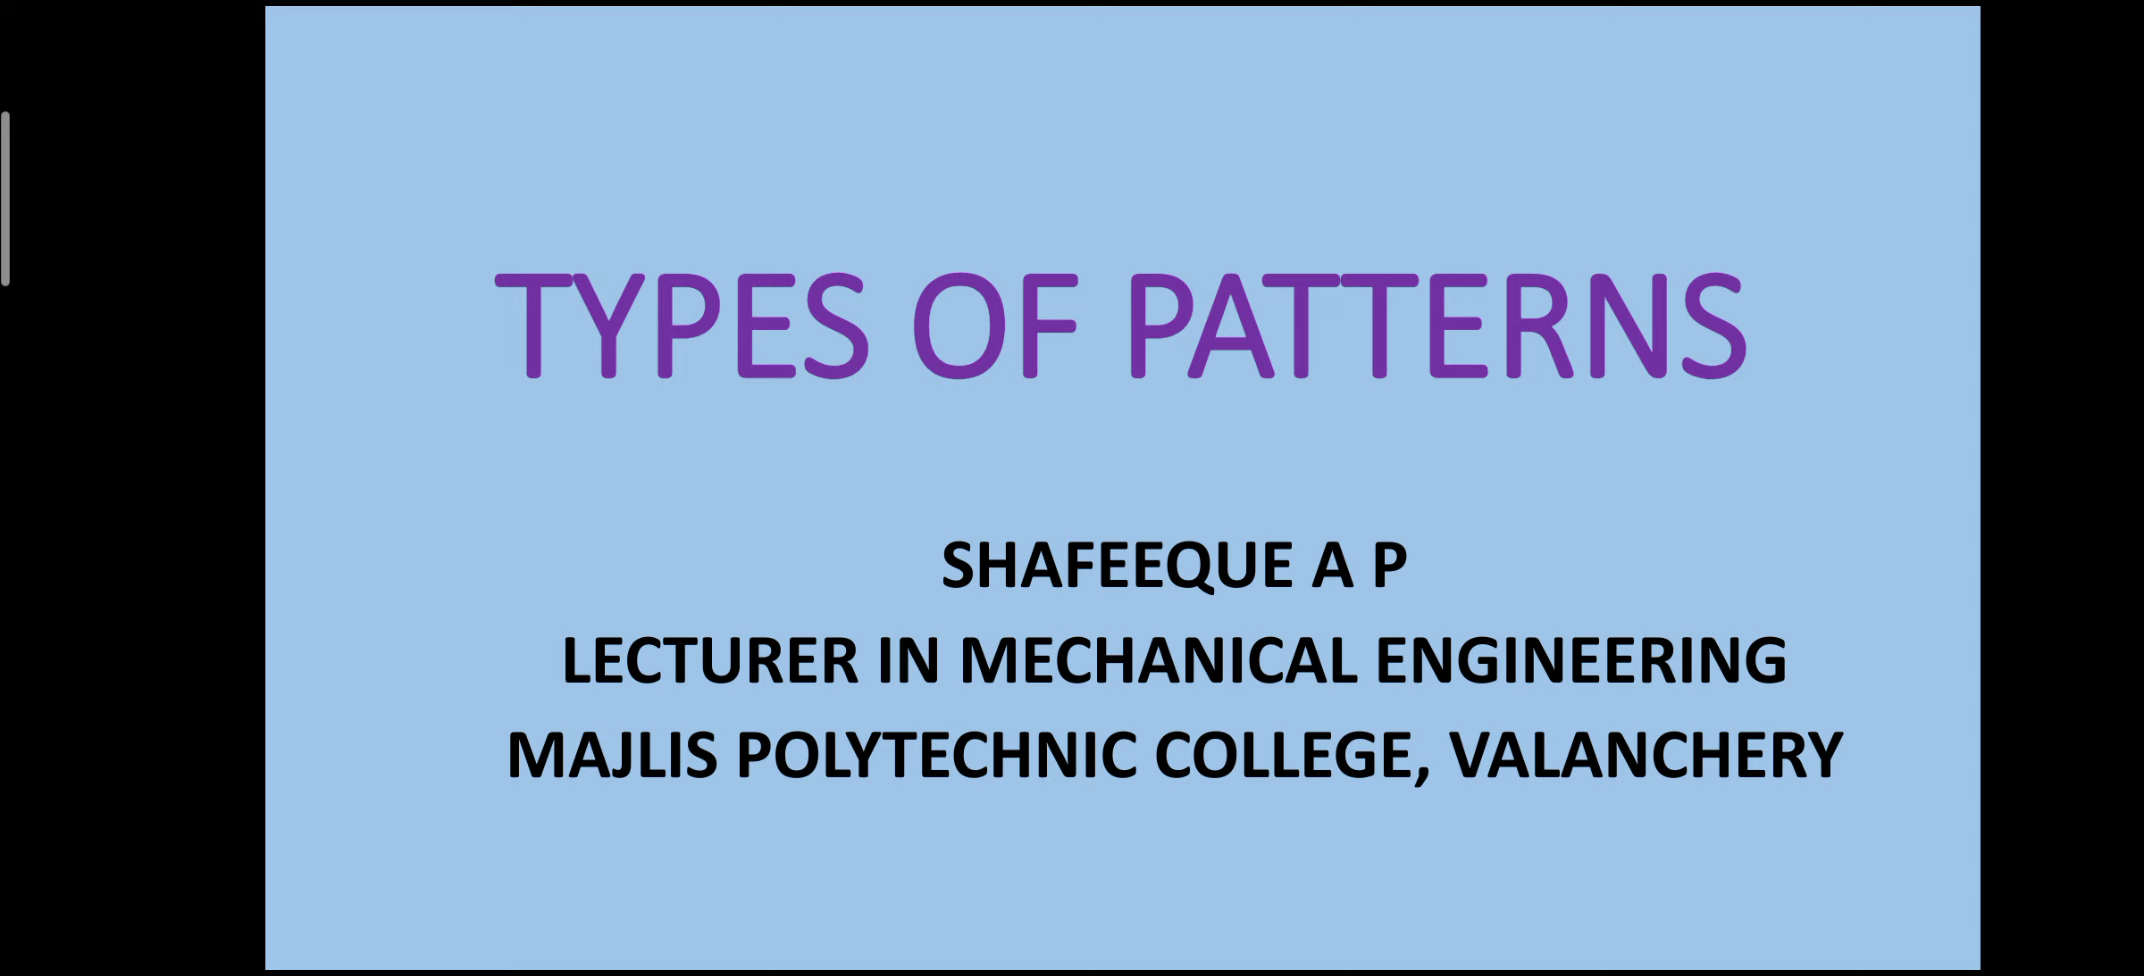 TYPES OF PATTERNS
SHAFEEQUE A P
LECTURER IN MECHANICAL ENGINEERING
MAJLIS POLYTECHNIC COLLEGE, VALANCHERY